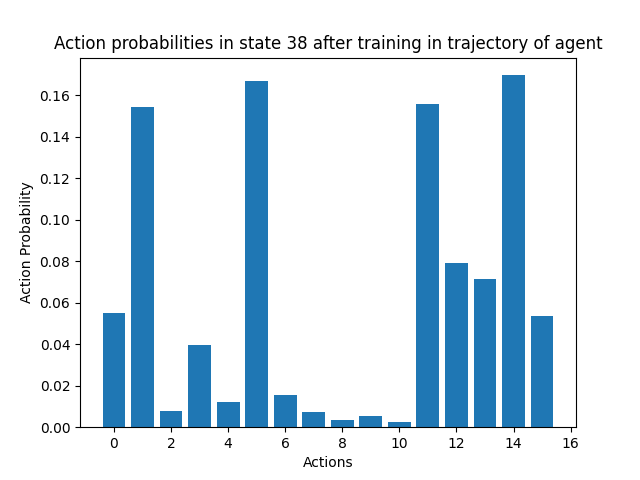 Action probabilities in state 38 after training in trajectory of agent
Action Probability
0.16
0.14
0.12
0.10
0.08
0.06
0.04
0.02
0.00
0 2 4 6 8 10 12 14 16
Actions